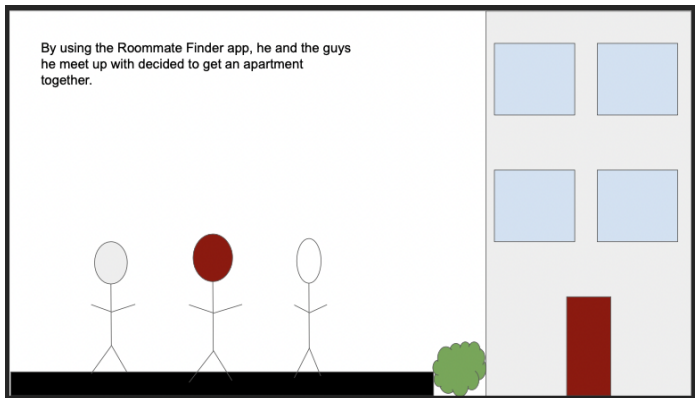 By using the Roommate Finder app, he and the guys
he meet up with decided to get an apartment
together.